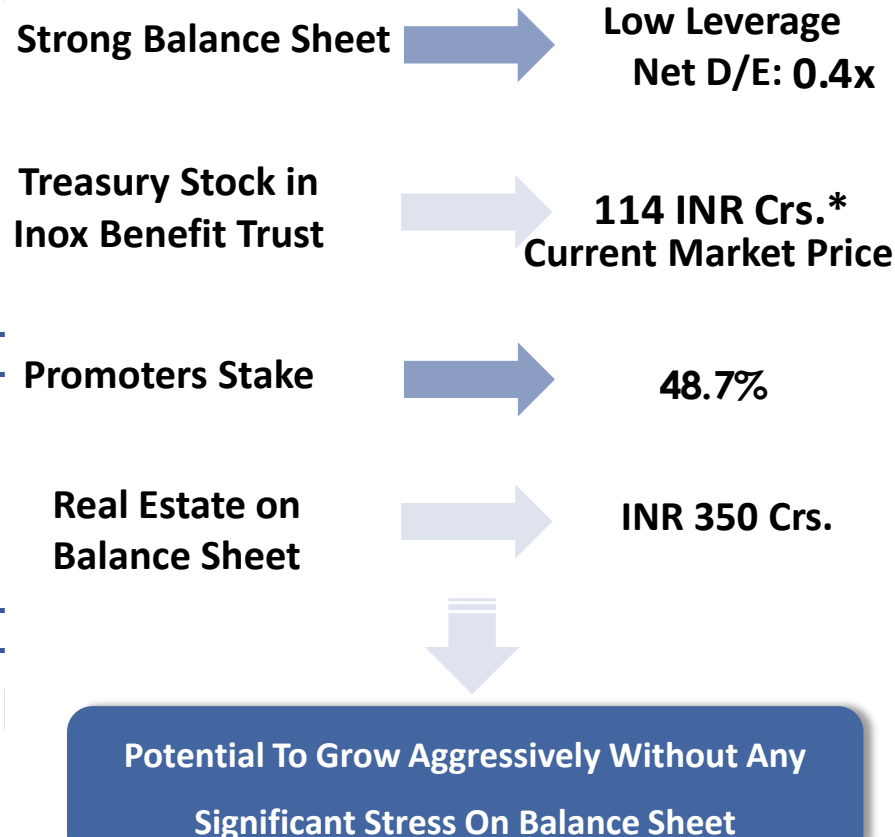 Strong Balance Sheet
Low Leverage
Net D/E: 0.4x
Treasury Stock in
Inox Benefit Trust
114 INR Crs.*
Current Market Price
Promoters Stake
48.7%
Real Estate on
Balance Sheet
INR 350 Crs.
Potential To Grow Aggressively Without Any
Significant Stress On Balance Sheet